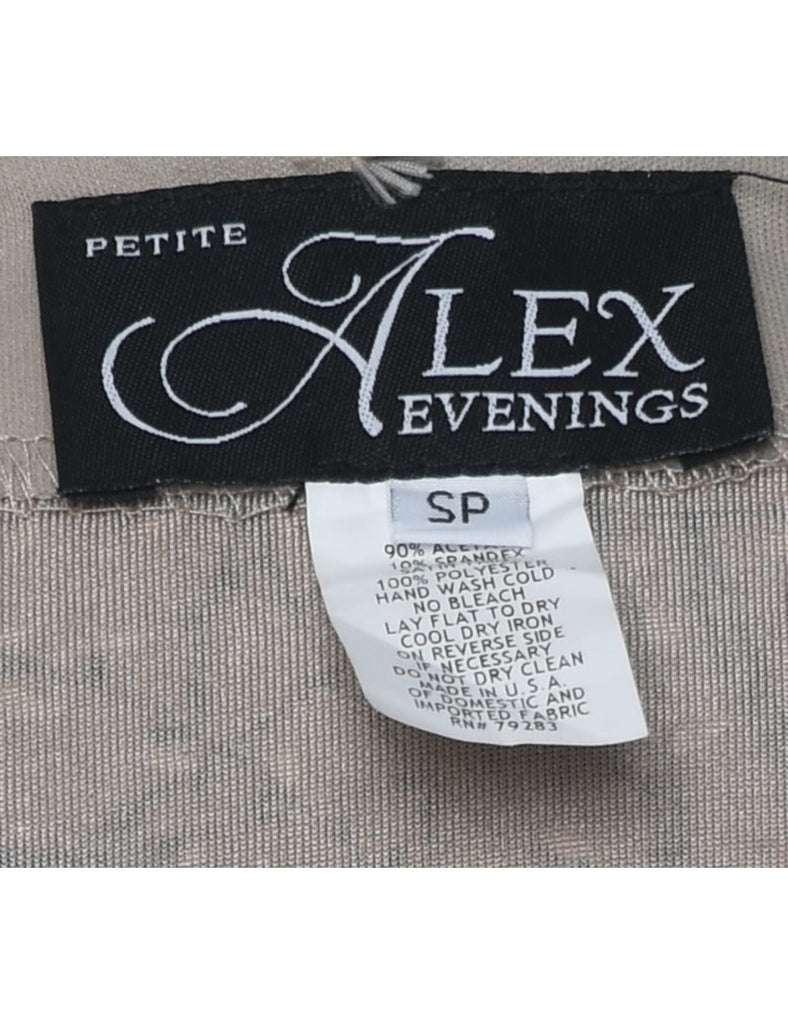 PETITE
ALEX
EVENINGS
SP
90%
10% SPANDEX
100% POLYESTER
HAND WASH COLD
NO BLEACH
LAY FLAT TO DRY
COOL DRY IRON
ON REVERSE SIDE
IF NECESSARY
DO NOT DRY CLEAN
MADE IN U.S.A.
OF DOMESTIC AND
IMPORTED FABRIC
RN# 79283